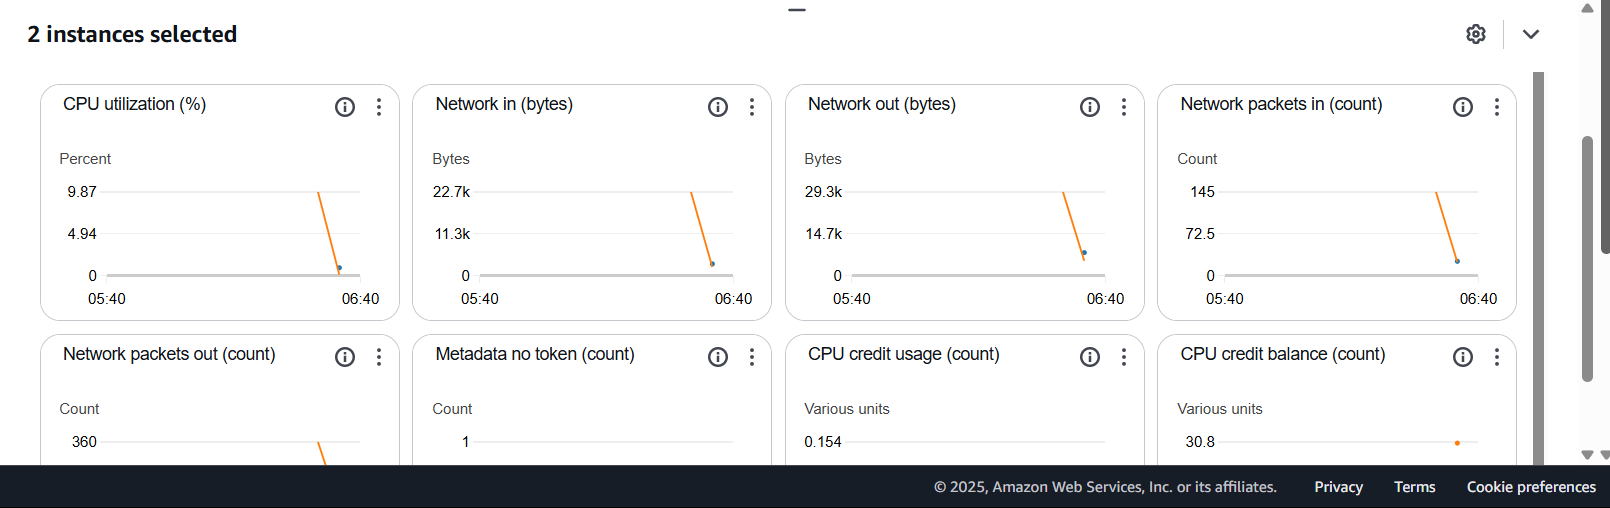 2 instances selected
CPU utilization (%)
Percent
9.87
4.94
0
05:40
06:40
Network in (bytes)
Bytes
22.7k
11.3k
0
05:40
06:40
Network out (bytes)
Bytes
29.3k
14.7k
0
05:40
06:40
Network packets in (count)
Count
145
72.5
0
05:40
06:40
Network packets out (count)
Count
360
Metadata no token (count)
Count
1
CPU credit usage (count)
Various units
0.154
CPU credit balance (count)
Various units
30.8
© 2025, Amazon Web Services, Inc. or its affiliates. Privacy Terms Cookie preferences